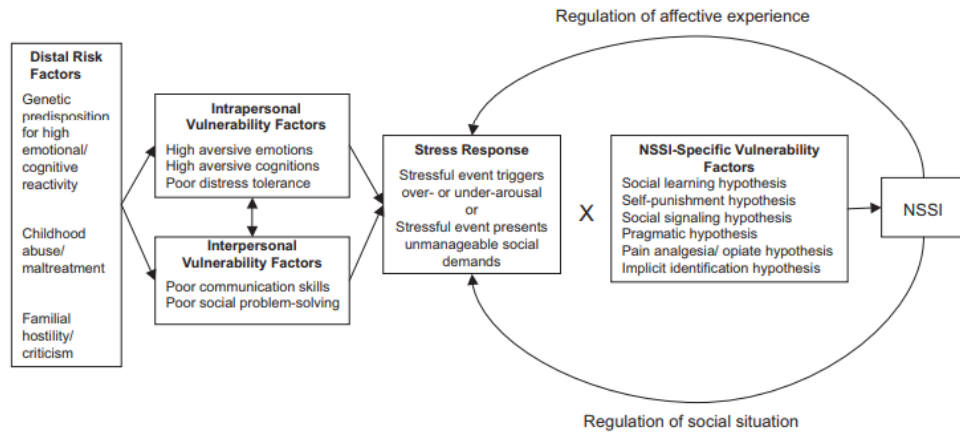 Regulation of affective experience
Distal Risk
Factors
Genetic
predisposition
for high
emotional/
cognitive
reactivity
Childhood
abuse/
maltreatment
Familial
hostility/
criticism
Intrapersonal
Vulnerability Factors
High aversive emotions
High aversive cognitions
Poor distress tolerance
Interpersonal
Vulnerability Factors
Poor communication skills
Poor social problem-solving
Stress Response
Stressful event triggers
over- or under-arousal
or
Stressful event presents
unmanageable social
demands
X
NSSI-Specific Vulnerability
Factors
Social learning hypothesis
Self-punishment hypothesis
Social signaling hypothesis
Pragmatic hypothesis
Pain analgesia/ opiate hypothesis
Implicit identification hypothesis
NSSI
Regulation of social situation